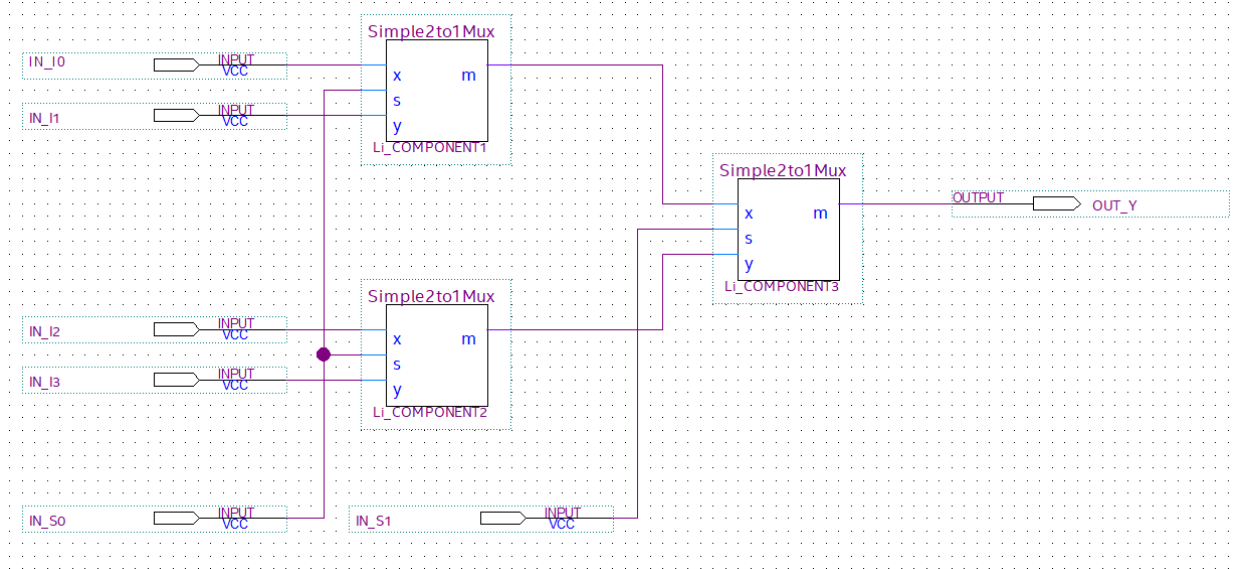 Simple2to1Mux
IN_I0
INPUT
VCC
x
m
s
IN_I1
INPUT
VCC
y
Li_COMPONENT1
Simple2to1Mux
OUTPUT
OUT_Y
x
m
s
y
Li_COMPONENT3
Simple2to1Mux
IN_I2
INPUT
VCC
x
m
s
IN_I3
INPUT
VCC
y
Li_COMPONENT2
IN_S0
INPUT
VCC
IN_S1
INPUT
VCC